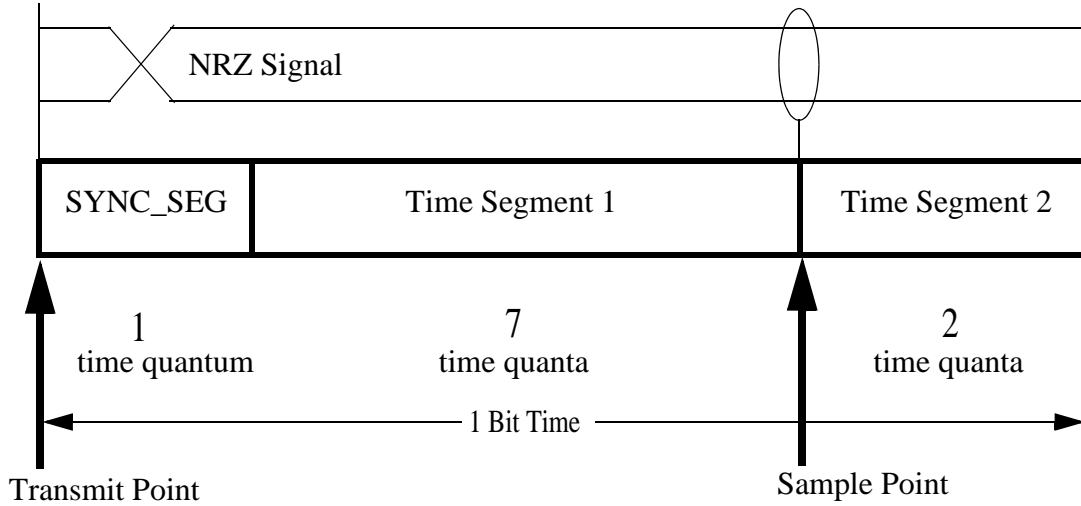 NRZ Signal
SYNC_SEG
Time Segment 1
Time Segment 2
1
time quantum
7
time quanta
2
time quanta
1 Bit Time
Transmit Point
Sample Point